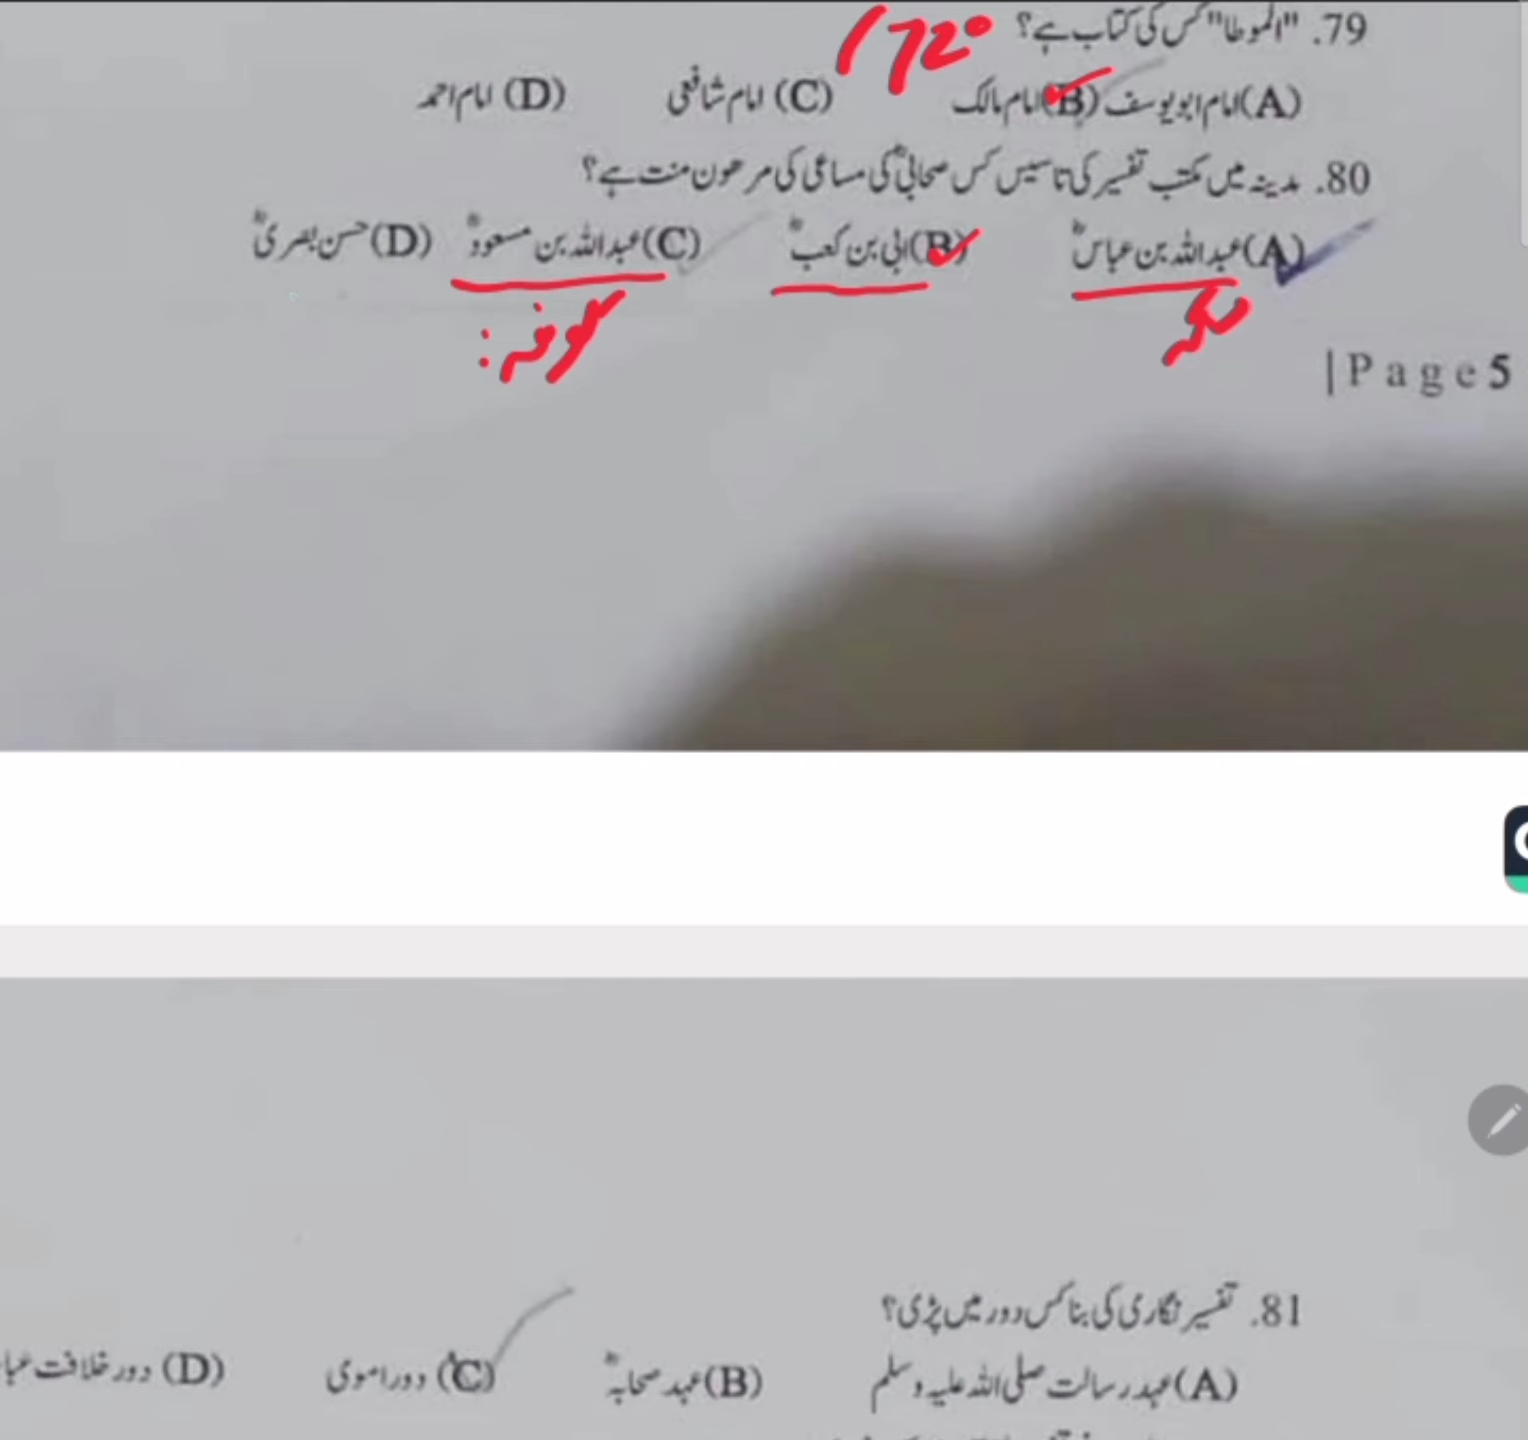 79. "الموطا" کس کی کتاب ہے؟
1720
(A) امام ابو یوسف (B) امام مالک (C) امام شافعی (D) امام احمد
80. مدینہ میں مکتب تفسیر کی تاسیس کس صحابیؓ کی مساعی کی مرھون منت ہے؟
(A) عبداللہ بن عباسؓ (B) ابی بن کعبؓ (C) عبداللہ بن مسعودؓ (D) حسن بصریؒ
مکہ
کوفہ:
| P a g e 5
81. تفسیر نگاری کی بنا کس دور میں پڑی؟
(A) عہد رسالت صلی اللہ علیہ وسلم (B) عہد صحابہؓ (C) دور اموی (D) دور خلافت